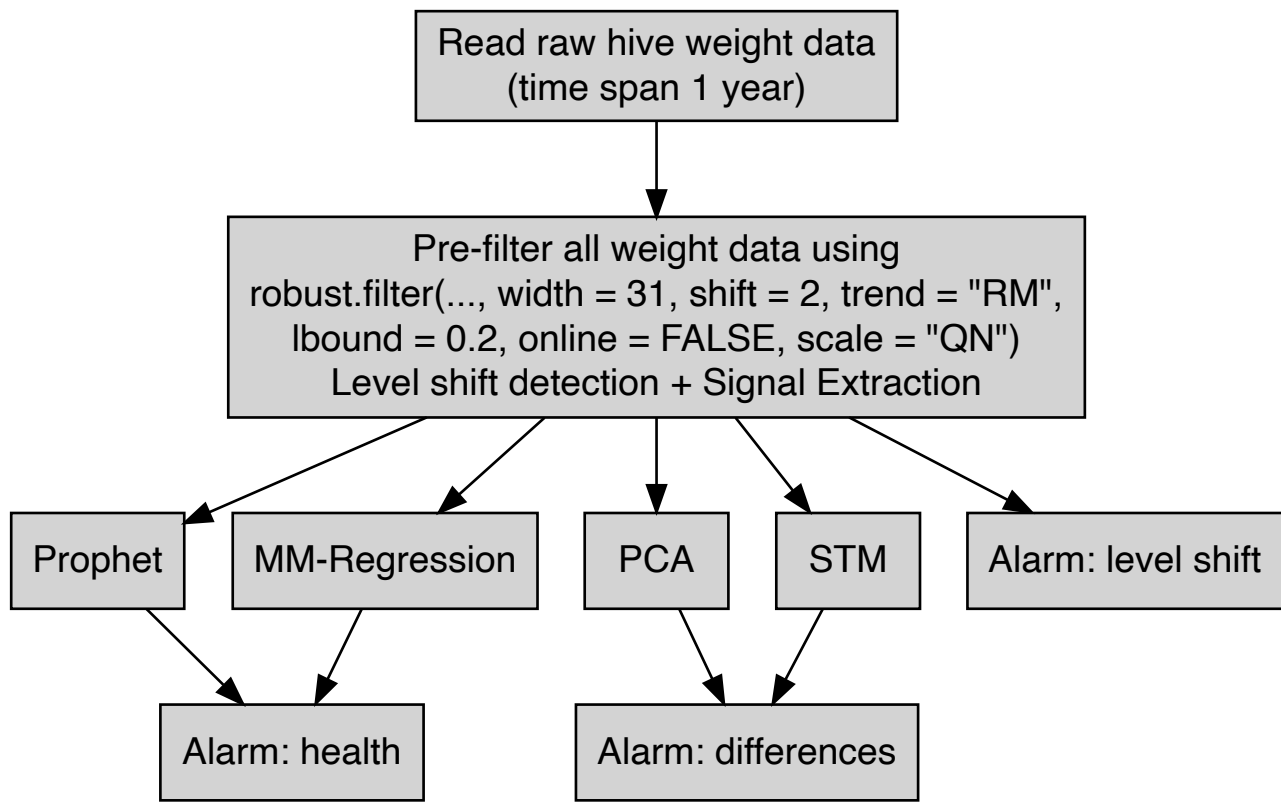 Read raw hive weight data
(time span 1 year)
Pre-filter all weight data using
robust.filter(..., width = 31, shift = 2, trend = "RM",
lbound = 0.2, online = FALSE, scale = "QN")
Level shift detection + Signal Extraction
Prophet
MM-Regression
PCA
STM
Alarm: level shift
Alarm: health
Alarm: differences